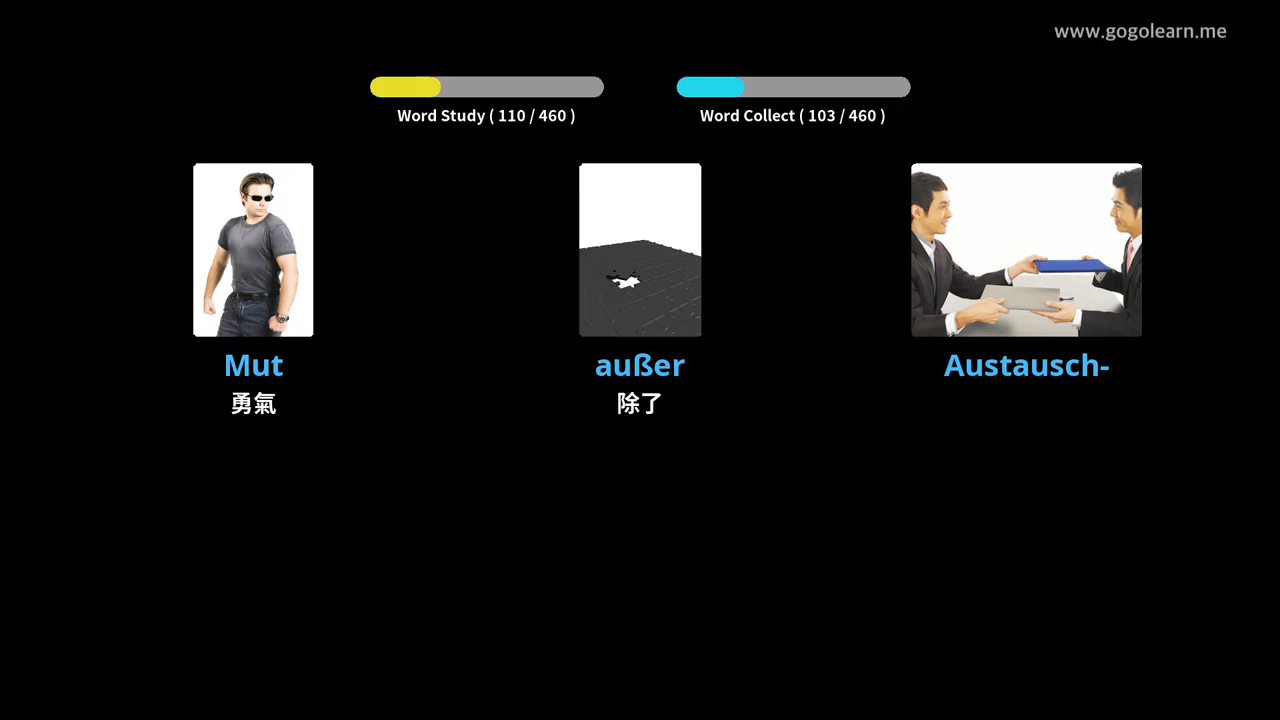 www.gogolearn.me
Word Study ( 110 / 460 )
Word Collect ( 103 / 460 )
Mut
außer
Austausch-
勇氣
除了